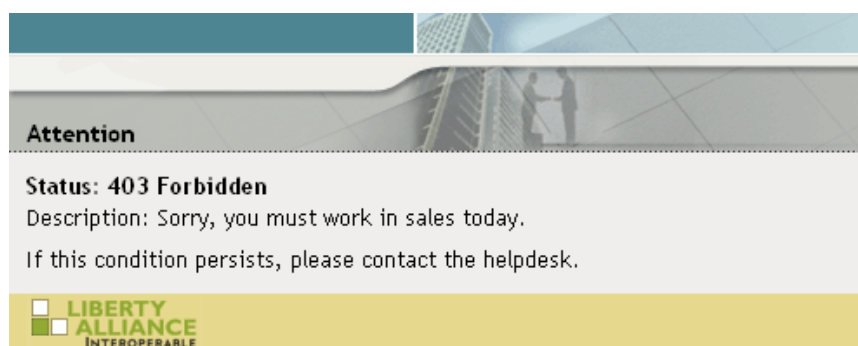 Attention
Status: 403 Forbidden
Description: Sorry, you must work in sales today.
If this condition persists, please contact the helpdesk.
LIBERTY
ALLIANCE
INTEROPERABLE